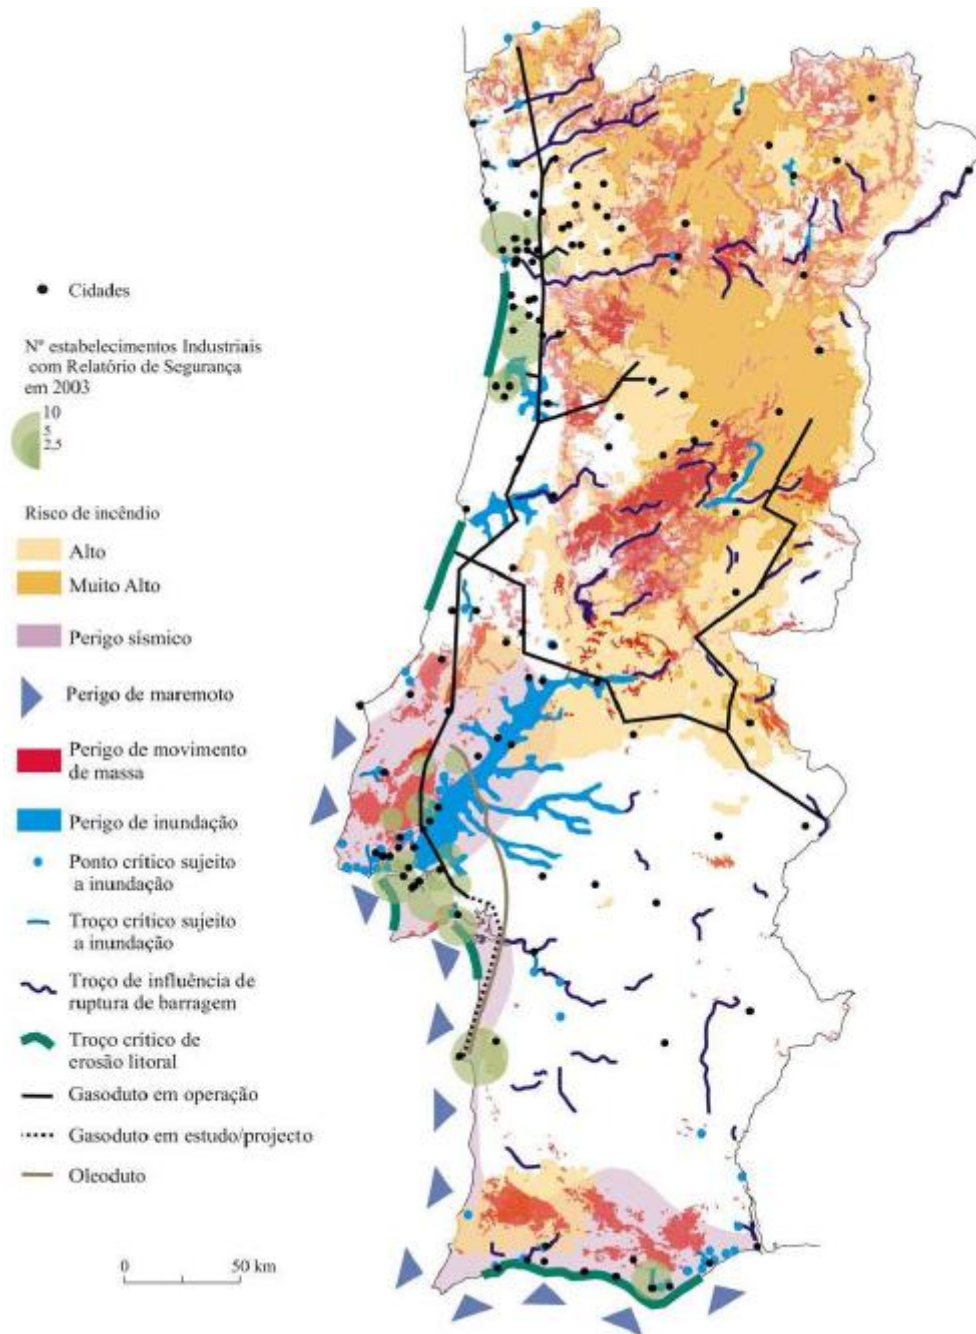 Cidades
Nº estabelecimentos Industriais
com Relatório de Segurança
em 2003
10
5
2.5
Risco de incêndio
Alto
Muito Alto
Perigo sísmico
Perigo de maremoto
Perigo de movimento
de massa
Perigo de inundação
Ponto crítico sujeito
a inundação
Troço crítico sujeito
a inundação
Troço de influência de
ruptura de barragem
Troço crítico de
erosão litoral
Gasoduto em operação
Gasoduto em estudo/projecto
Oleoduto
0 50 km